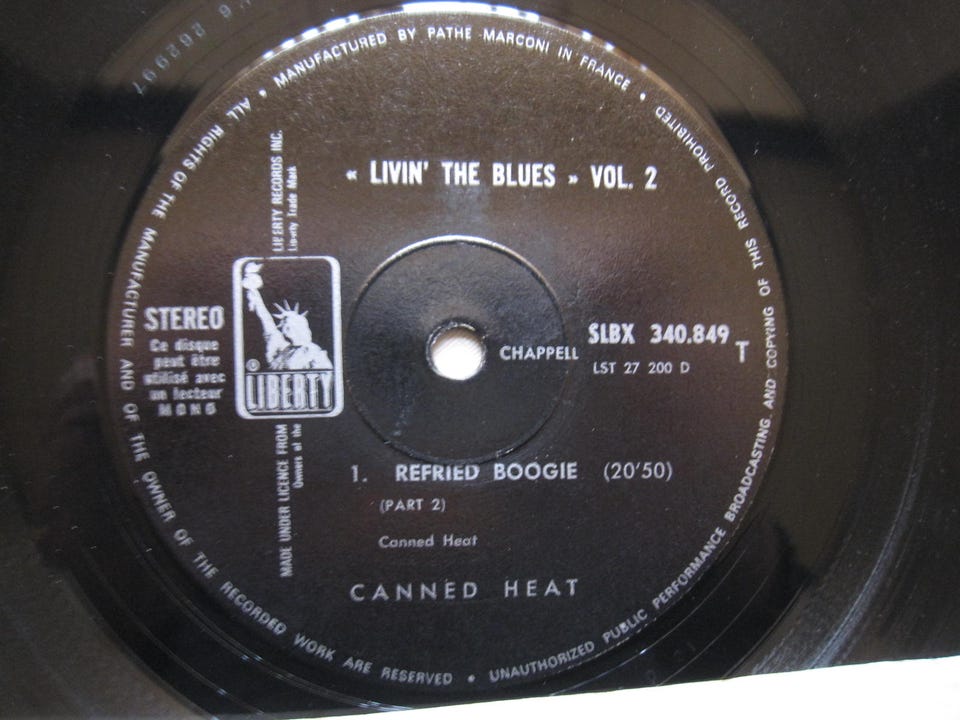 • MANUFACTURED BY PATHE MARCONI IN FRANCE •
ALL RIGHTS OF THE MANUFACTURER AND OF THE OWNER OF THE RECORDED WORK ARE RESERVED • UNAUTHORIZED PUBLIC PERFORMANCE BROADCASTING AND COPYING OF THIS RECORD PROHIBITED
« LIVIN' THE BLUES » VOL. 2
LIBERTY RECORDS INC.
Liberty Trade Mark
STEREO
Ce disque
peut être
utilisé avec
un lecteur
MONO
®
LIBERTY
MADE UNDER LICENCE FROM
Owners of the
CHAPPELL
SLBX 340.849
T
LST 27 200 D
1. REFRIED BOOGIE (20'50)
(PART 2)
Canned Heat
CANNED HEAT